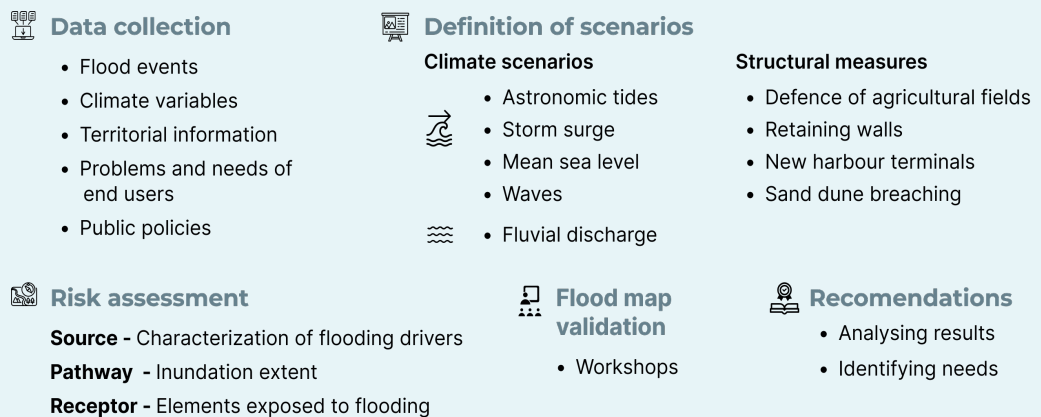 Data collection
• Flood events
• Climate variables
• Territorial information
• Problems and needs of
end users
• Public policies
Definition of scenarios
Climate scenarios
• Astronomic tides
• Storm surge
• Mean sea level
• Waves
• Fluvial discharge
Structural measures
• Defence of agricultural fields
• Retaining walls
• New harbour terminals
• Sand dune breaching
Risk assessment
Source - Characterization of flooding drivers
Pathway - Inundation extent
Receptor - Elements exposed to flooding
Flood map
validation
• Workshops
Recomendations
• Analysing results
• Identifying needs